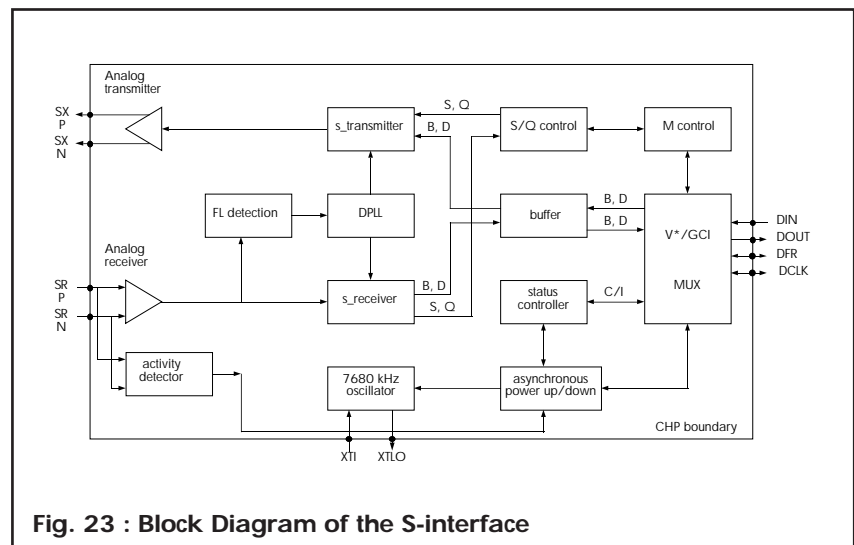 Analog
transmitter
SX
P
SX
N
s_transmitter
S, Q
B, D
S/Q control
M control
FL detection
DPLL
buffer
B, D
B, D
V*/GCI
MUX
DIN
DOUT
DFR
DCLK
Analog
receiver
SR
P
SR
N
s_receiver
B, D
S, Q
status
controller
C/I
activity
detector
7680 kHz
oscillator
asynchronous
power up/down
CHP boundary
XTI
XTLO
Fig. 23 : Block Diagram of the S-interface